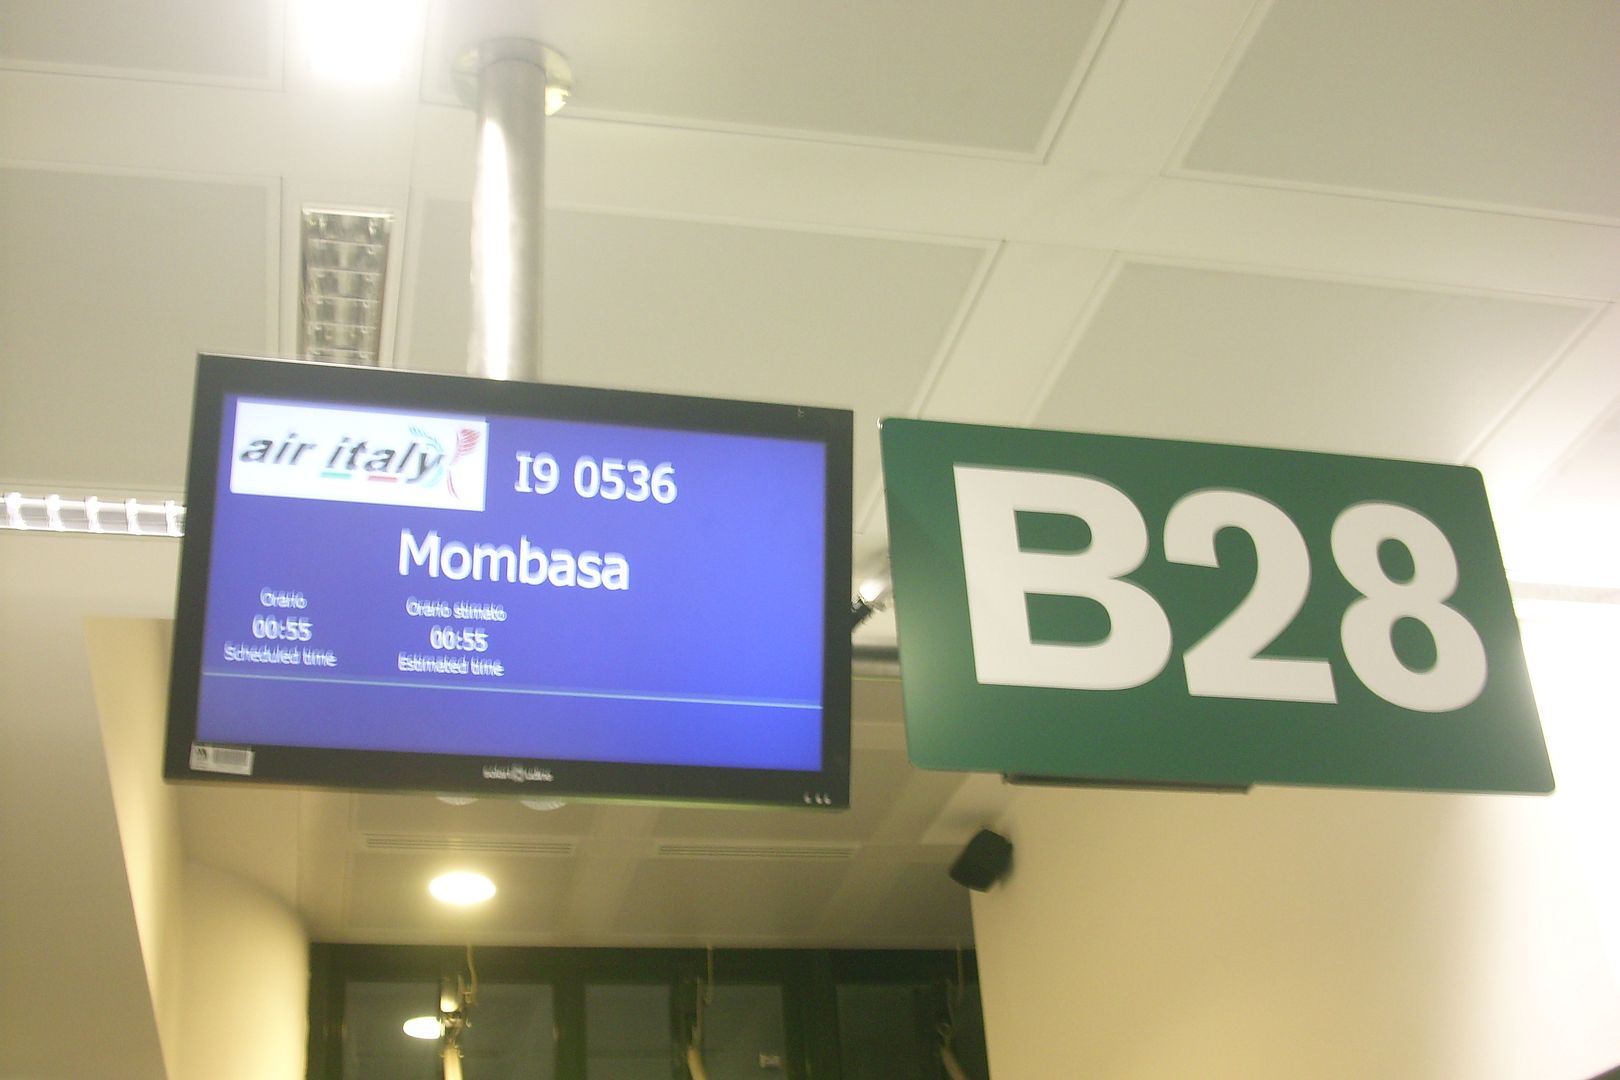 air italy
I9 0536
Mombasa
Orario
00:55
Scheduled time
Orario stimato
00:55
Estimated time
B28